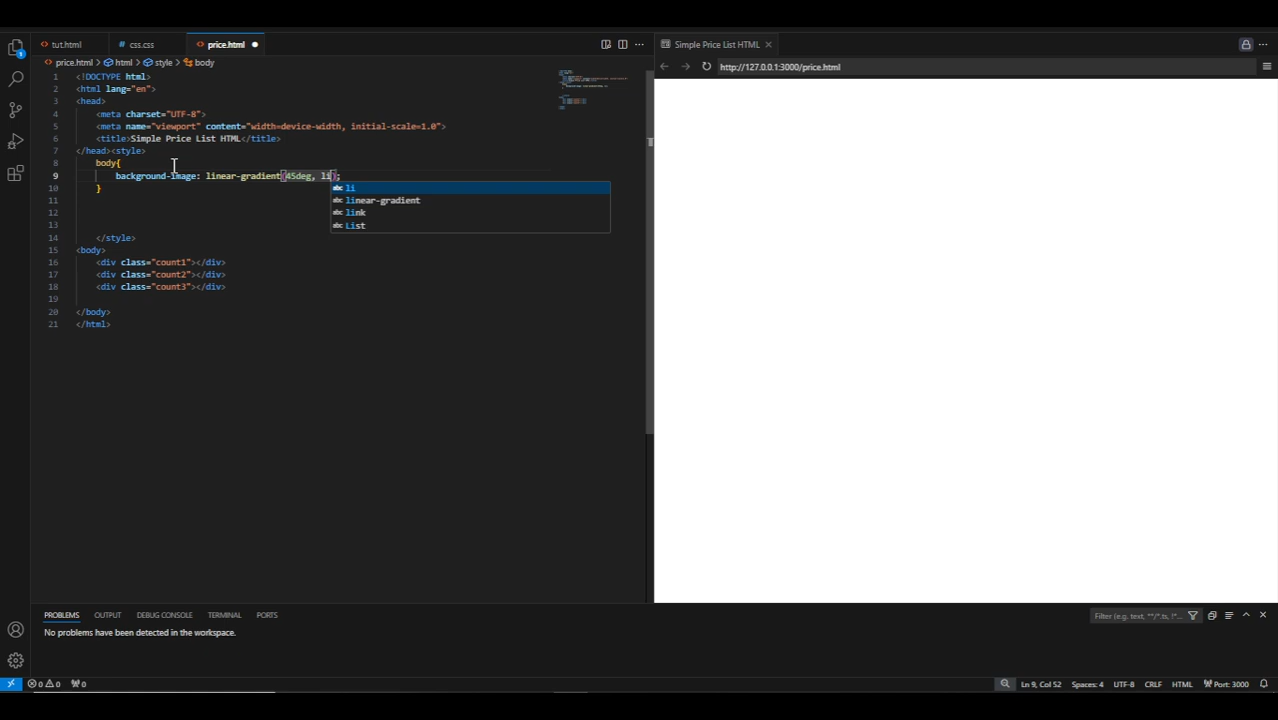 tut.html
css.css
price.html
Simple Price List HTML
price.html > html > style > body
http://127.0.0.1:3000/price.html
1 <!DOCTYPE html>
2 <html lang="en">
3 <head>
4 <meta charset="UTF-8">
5 <meta name="viewport" content="width=device-width, initial-scale=1.0">
6 <title>Simple Price List HTML</title>
7 </head><style>
8 body{
9 background-image: linear-gradient(45deg, li);
10 }
abc li
11
abc linear-gradient
12
abc link
13
abc List
14 </style>
15 <body>
16 <div class="count1"></div>
17 <div class="count2"></div>
18 <div class="count3"></div>
19
20 </body>
21 </html>
PROBLEMS OUTPUT DEBUG CONSOLE TERMINAL PORTS
Filter (e.g. text, **/*.ts, !*...
No problems have been detected in the workspace.
1
0 0 0
Ln 9, Col 52 Spaces: 4 UTF-8 CRLF HTML Port: 3000